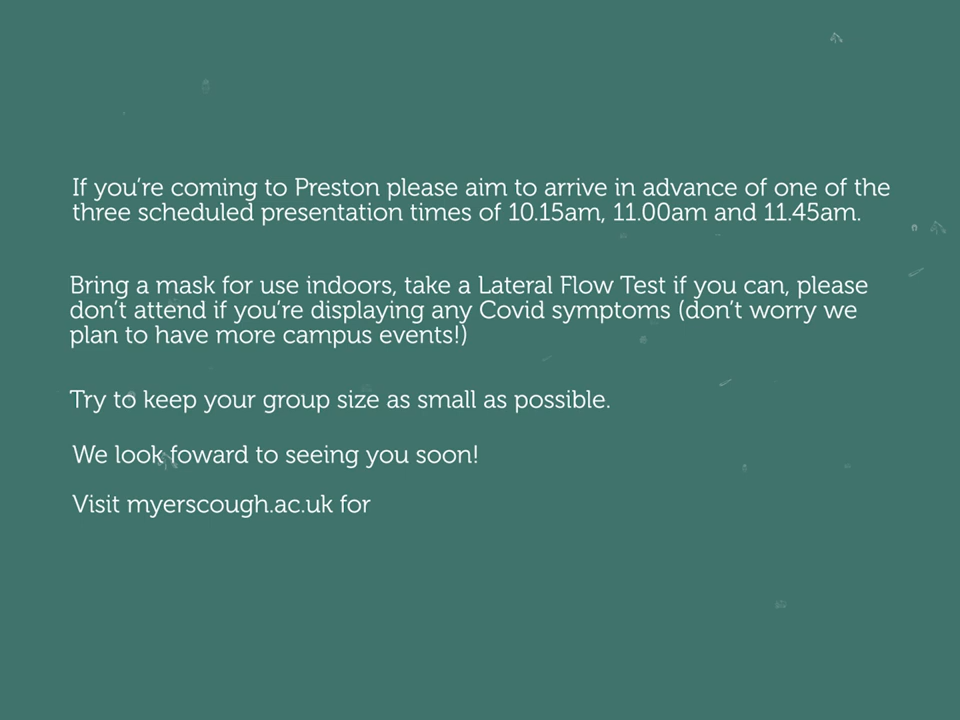 If you're coming to Preston please aim to arrive in advance of one of the
three scheduled presentation times of 10.15am, 11.00am and 11.45am.
Bring a mask for use indoors, take a Lateral Flow Test if you can, please
don't attend if you're displaying any Covid symptoms (don't worry we
plan to have more campus events!)
Try to keep your group size as small as possible.
We look foward to seeing you soon!
Visit myerscough.ac.uk for